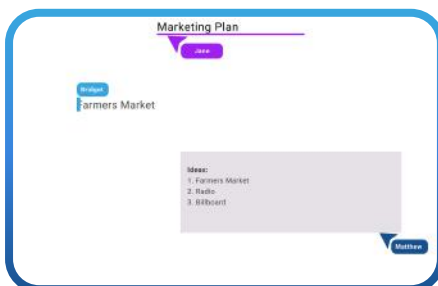 Marketing Plan
Jane
Bridget
Farmers Market
Ideas:
1. Farmers Market
2. Radio
3. Billboard
Matthew